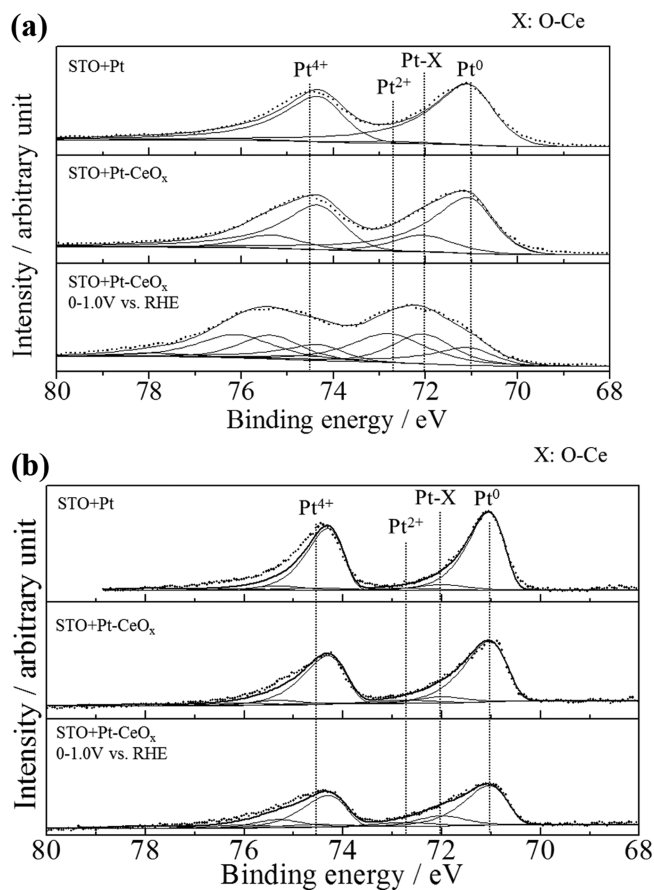 (a)
X: O-Ce
STO+Pt
Pt⁴⁺
Pt²⁺
Pt-X
Pt⁰
STO+Pt-CeOₓ
STO+Pt-CeOₓ
0-1.0V vs. RHE
Intensity / arbitrary unit
80 78 76 74 72 70 68
Binding energy / eV
(b)
X: O-Ce
STO+Pt
Pt⁴⁺
Pt²⁺
Pt-X
Pt⁰
STO+Pt-CeOₓ
STO+Pt-CeOₓ
0-1.0V vs. RHE
Intensity / arbitrary unit
80 78 76 74 72 70 68
Binding energy / eV